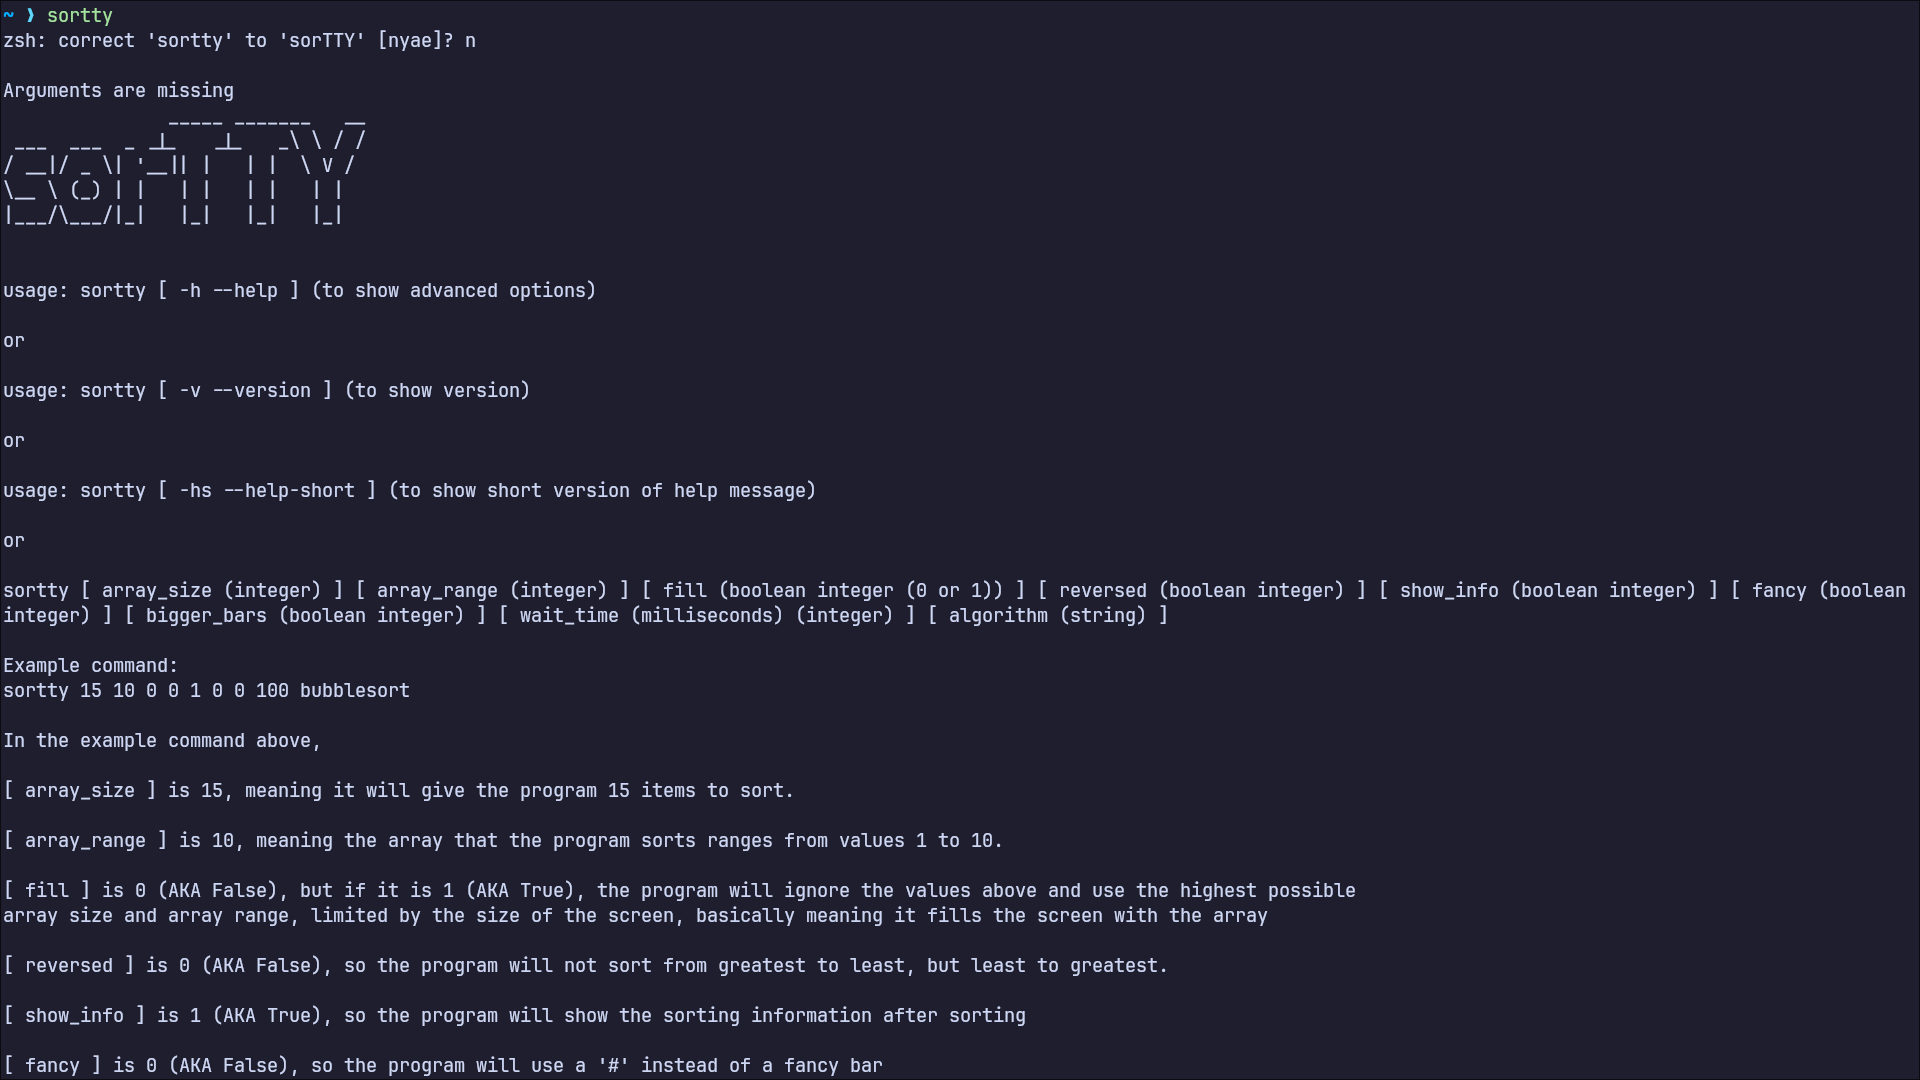 ~ ❯ sortty
zsh: correct 'sortty' to 'sorTTY' [nyae]? n
Arguments are missing
               _____ _______   __
 ___  ___  _ _|_   _|_   _\ \ / /
/ __|/ _ \| '__|| |   | |  \ V /
\__ \ (_) | |   | |   | |   | |
|___/\___/|_|   |_|   |_|   |_|
usage: sortty [ -h --help ] (to show advanced options)
or
usage: sortty [ -v --version ] (to show version)
or
usage: sortty [ -hs --help-short ] (to show short version of help message)
or
sortty [ array_size (integer) ] [ array_range (integer) ] [ fill (boolean integer (0 or 1)) ] [ reversed (boolean integer) ] [ show_info (boolean integer) ] [ fancy (boolean
integer) ] [ bigger_bars (boolean integer) ] [ wait_time (milliseconds) (integer) ] [ algorithm (string) ]
Example command:
sortty 15 10 0 0 1 0 0 100 bubblesort
In the example command above,
[ array_size ] is 15, meaning it will give the program 15 items to sort.
[ array_range ] is 10, meaning the array that the program sorts ranges from values 1 to 10.
[ fill ] is 0 (AKA False), but if it is 1 (AKA True), the program will ignore the values above and use the highest possible
array size and array range, limited by the size of the screen, basically meaning it fills the screen with the array
[ reversed ] is 0 (AKA False), so the program will not sort from greatest to least, but least to greatest.
[ show_info ] is 1 (AKA True), so the program will show the sorting information after sorting
[ fancy ] is 0 (AKA False), so the program will use a '#' instead of a fancy bar